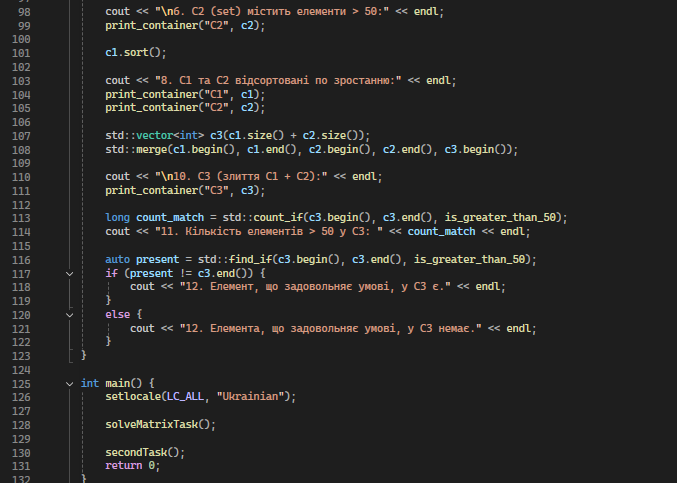 98 cout << "\n6. C2 (set) містить елементи > 50:" << endl;
99 print_container("C2", c2);
100
101 c1.sort();
102
103 cout << "8. C1 та C2 відсортовані по зростанню:" << endl;
104 print_container("C1", c1);
105 print_container("C2", c2);
106
107 std::vector<int> c3(c1.size() + c2.size());
108 std::merge(c1.begin(), c1.end(), c2.begin(), c2.end(), c3.begin());
109
110 cout << "\n10. C3 (злиття C1 + C2):" << endl;
111 print_container("C3", c3);
112
113 long count_match = std::count_if(c3.begin(), c3.end(), is_greater_than_50);
114 cout << "11. Кількість елементів > 50 у C3: " << count_match << endl;
115
116 auto present = std::find_if(c3.begin(), c3.end(), is_greater_than_50);
117 if (present != c3.end()) {
118 cout << "12. Елемент, що задовольняє умові, у C3 є." << endl;
119 }
120 else {
121 cout << "12. Елемента, що задовольняє умові, у C3 немає." << endl;
122 }
123 }
124
125 int main() {
126 setlocale(LC_ALL, "Ukrainian");
127
128 solveMatrixTask();
129
130 secondTask();
131 return 0;
132 }